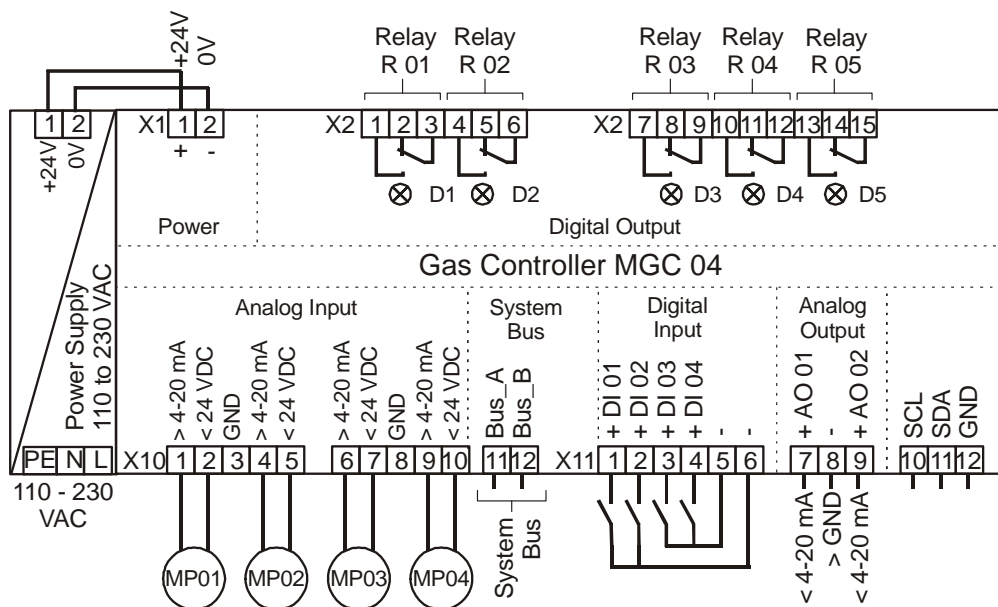 +24V
0V
Relay R 01
Relay R 02
Relay R 03
Relay R 04
Relay R 05
1 2
X1 1 2
X2 1 2 3 4 5 6
X2 7 8 9 10 11 12 13 14 15
+24V
0V
+ -
D1
D2
D3
D4
D5
Power
Digital Output
Gas Controller MGC 04
Power Supply
110 to 230 VAC
Analog Input
System Bus
Digital Input
Analog Output
> 4-20 mA
< 24 VDC
GND
> 4-20 mA
< 24 VDC
> 4-20 mA
< 24 VDC
GND
> 4-20 mA
< 24 VDC
Bus_A
Bus_B
+ DI 01
+ DI 02
+ DI 03
+ DI 04
-
-
+ AO 01
-
+ AO 02
SCL
SDA
GND
PE N L
X10 1 2 3 4 5 6 7 8 9 10 11 12
X11 1 2 3 4 5 6 7 8 9 10 11 12
110 - 230
VAC
MP01
MP02
MP03
MP04
System
Bus
< 4-20 mA
> GND
< 4-20 mA